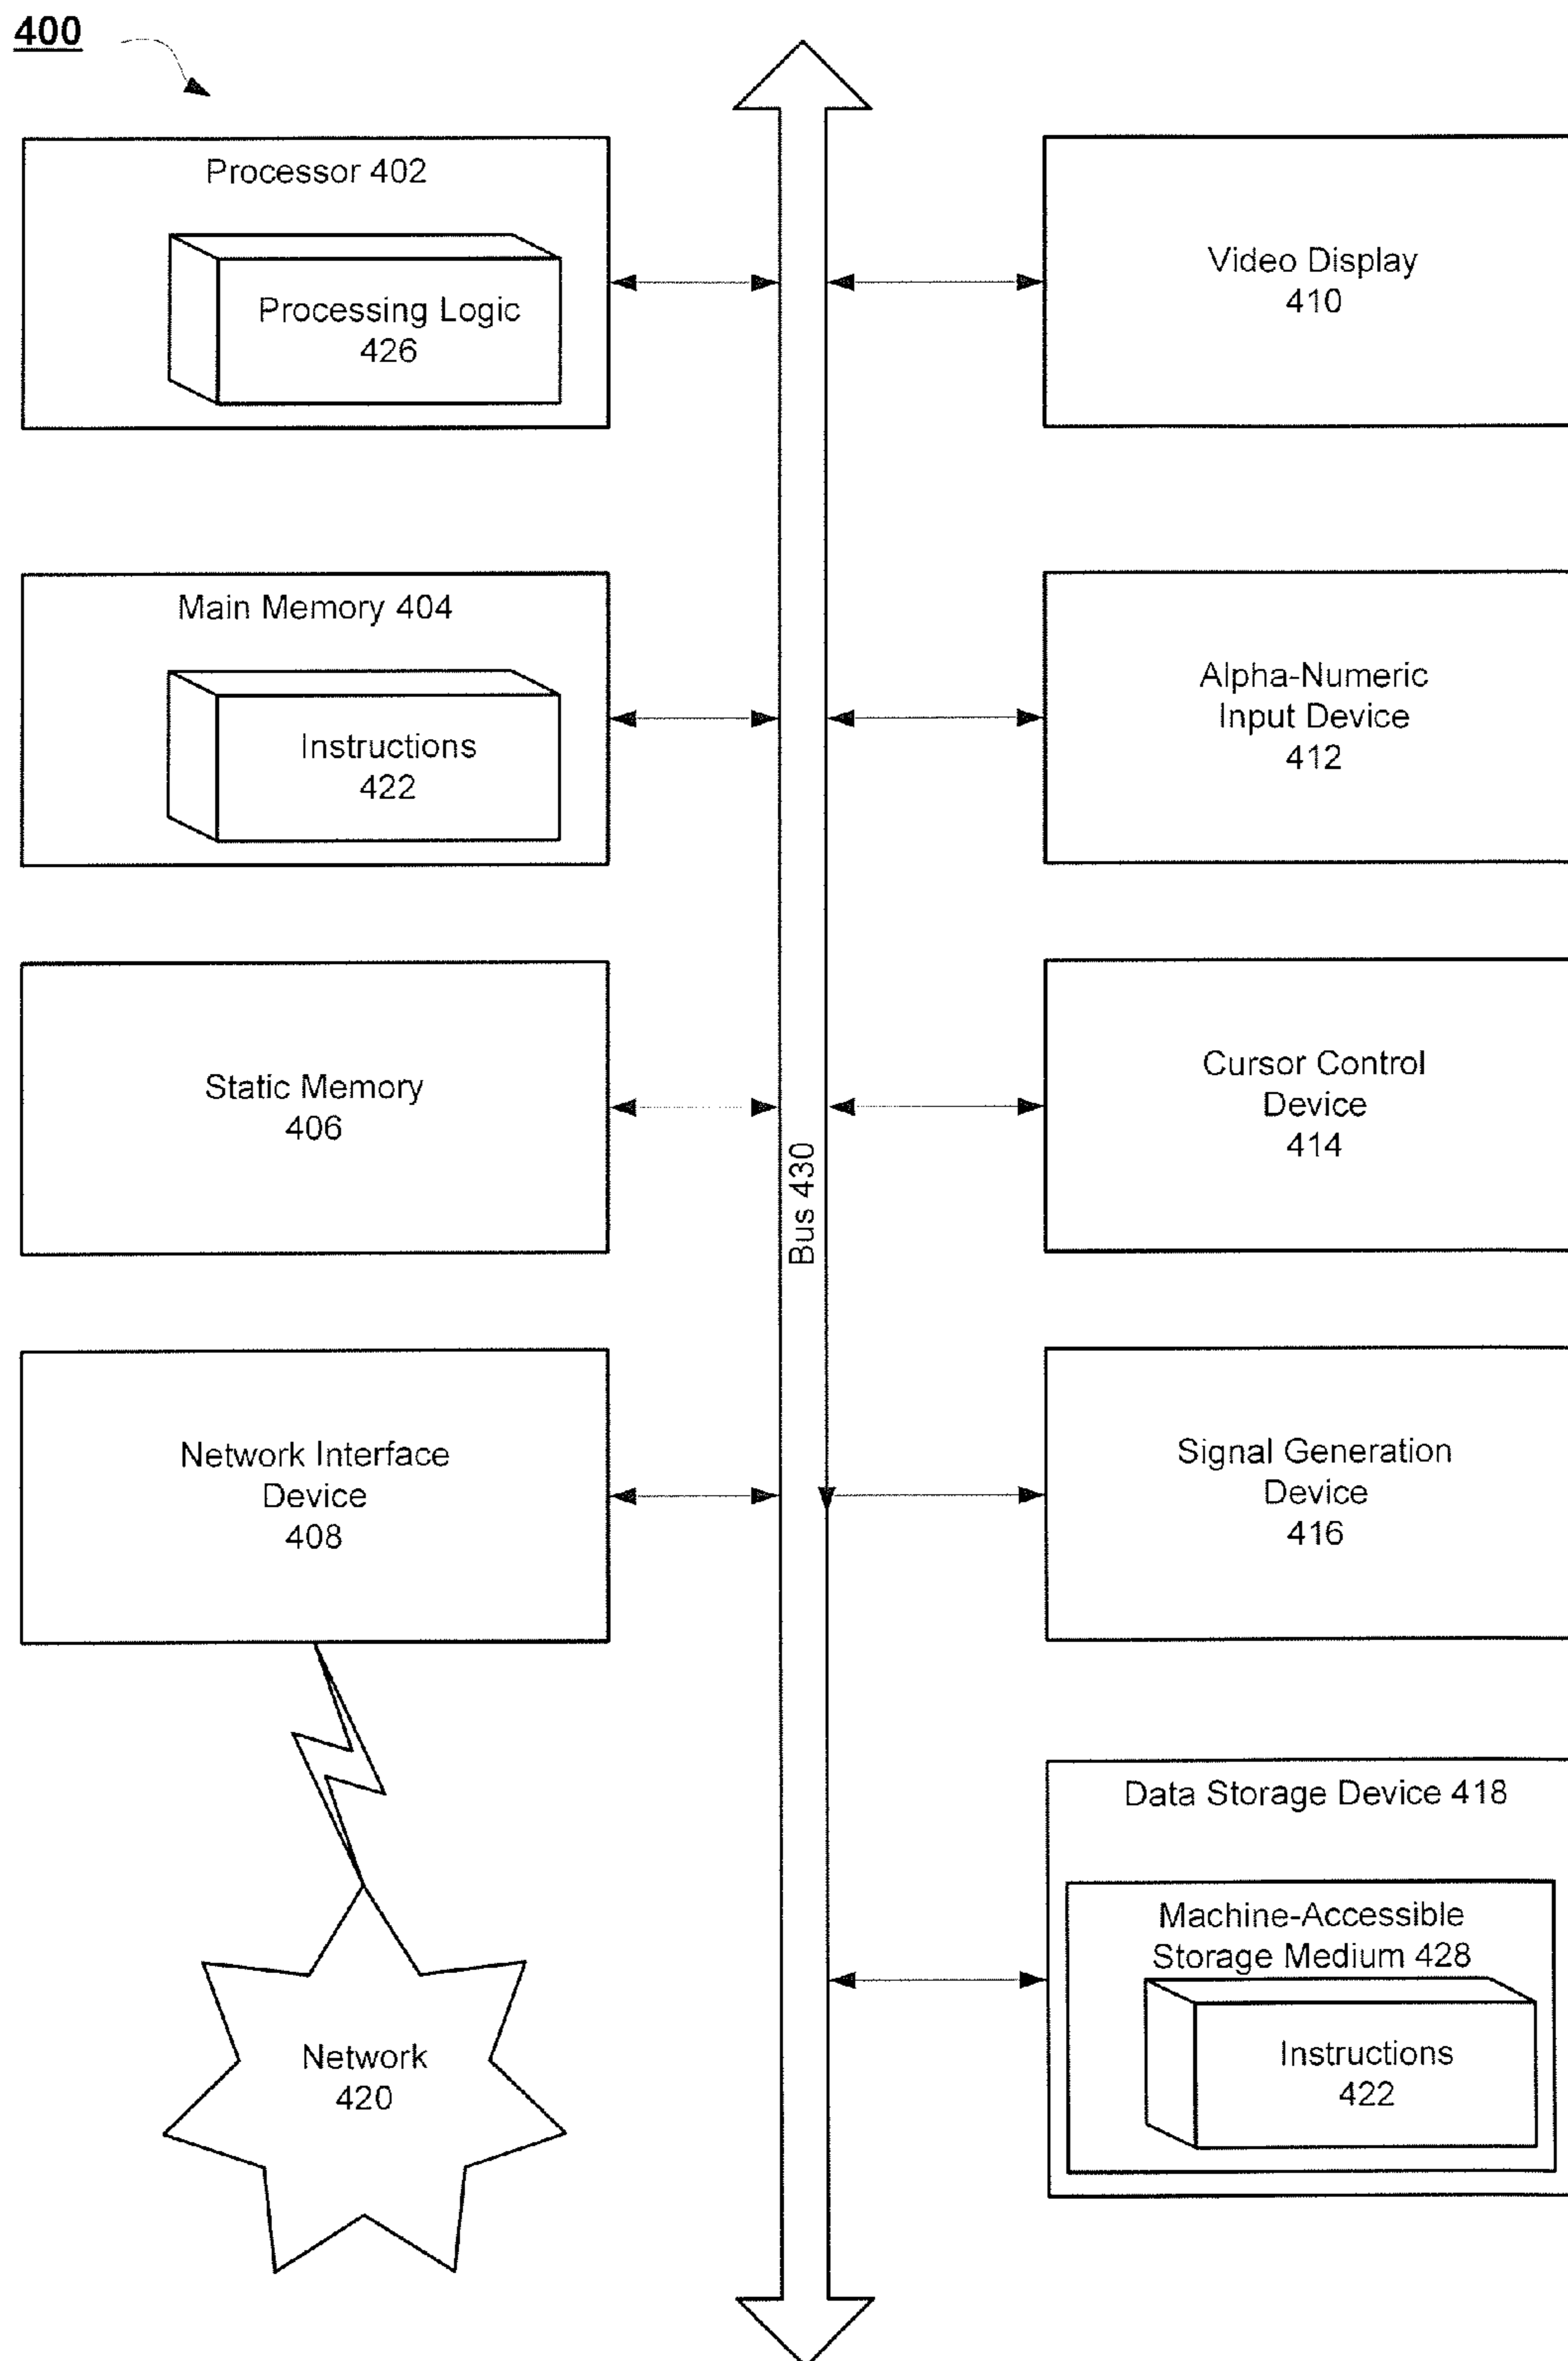 400
Processor 402
Processing Logic
426
Main Memory 404
Instructions
422
Static Memory
406
Network Interface
Device
408
Network
420
Bus 430
Video Display
410
Alpha-Numeric
Input Device
412
Cursor Control
Device
414
Signal Generation
Device
416
Data Storage Device 418
Machine-Accessible
Storage Medium 428
Instructions
422